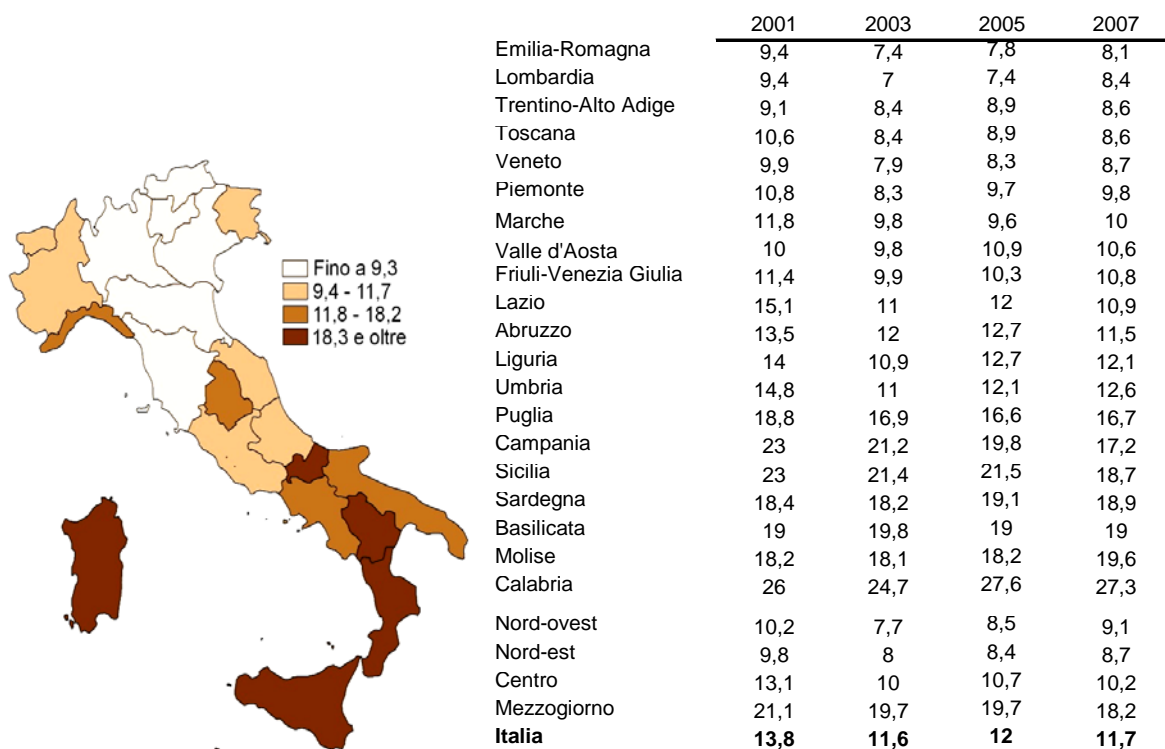 2001 2003 2005 2007
Emilia-Romagna 9,4 7,4 7,8 8,1
Lombardia 9,4 7 7,4 8,4
Trentino-Alto Adige 9,1 8,4 8,9 8,6
Toscana 10,6 8,4 8,9 8,6
Veneto 9,9 7,9 8,3 8,7
Piemonte 10,8 8,3 9,7 9,8
Marche 11,8 9,8 9,6 10
Valle d'Aosta 10 9,8 10,9 10,6
Friuli-Venezia Giulia 11,4 9,9 10,3 10,8
Lazio 15,1 11 12 10,9
Abruzzo 13,5 12 12,7 11,5
Liguria 14 10,9 12,7 12,1
Umbria 14,8 11 12,1 12,6
Puglia 18,8 16,9 16,6 16,7
Campania 23 21,2 19,8 17,2
Sicilia 23 21,4 21,5 18,7
Sardegna 18,4 18,2 19,1 18,9
Basilicata 19 19,8 19 19
Molise 18,2 18,1 18,2 19,6
Calabria 26 24,7 27,6 27,3
Nord-ovest 10,2 7,7 8,5 9,1
Nord-est 9,8 8 8,4 8,7
Centro 13,1 10 10,7 10,2
Mezzogiorno 21,1 19,7 19,7 18,2
Italia 13,8 11,6 12 11,7
Fino a 9,3
9,4 - 11,7
11,8 - 18,2
18,3 e oltre